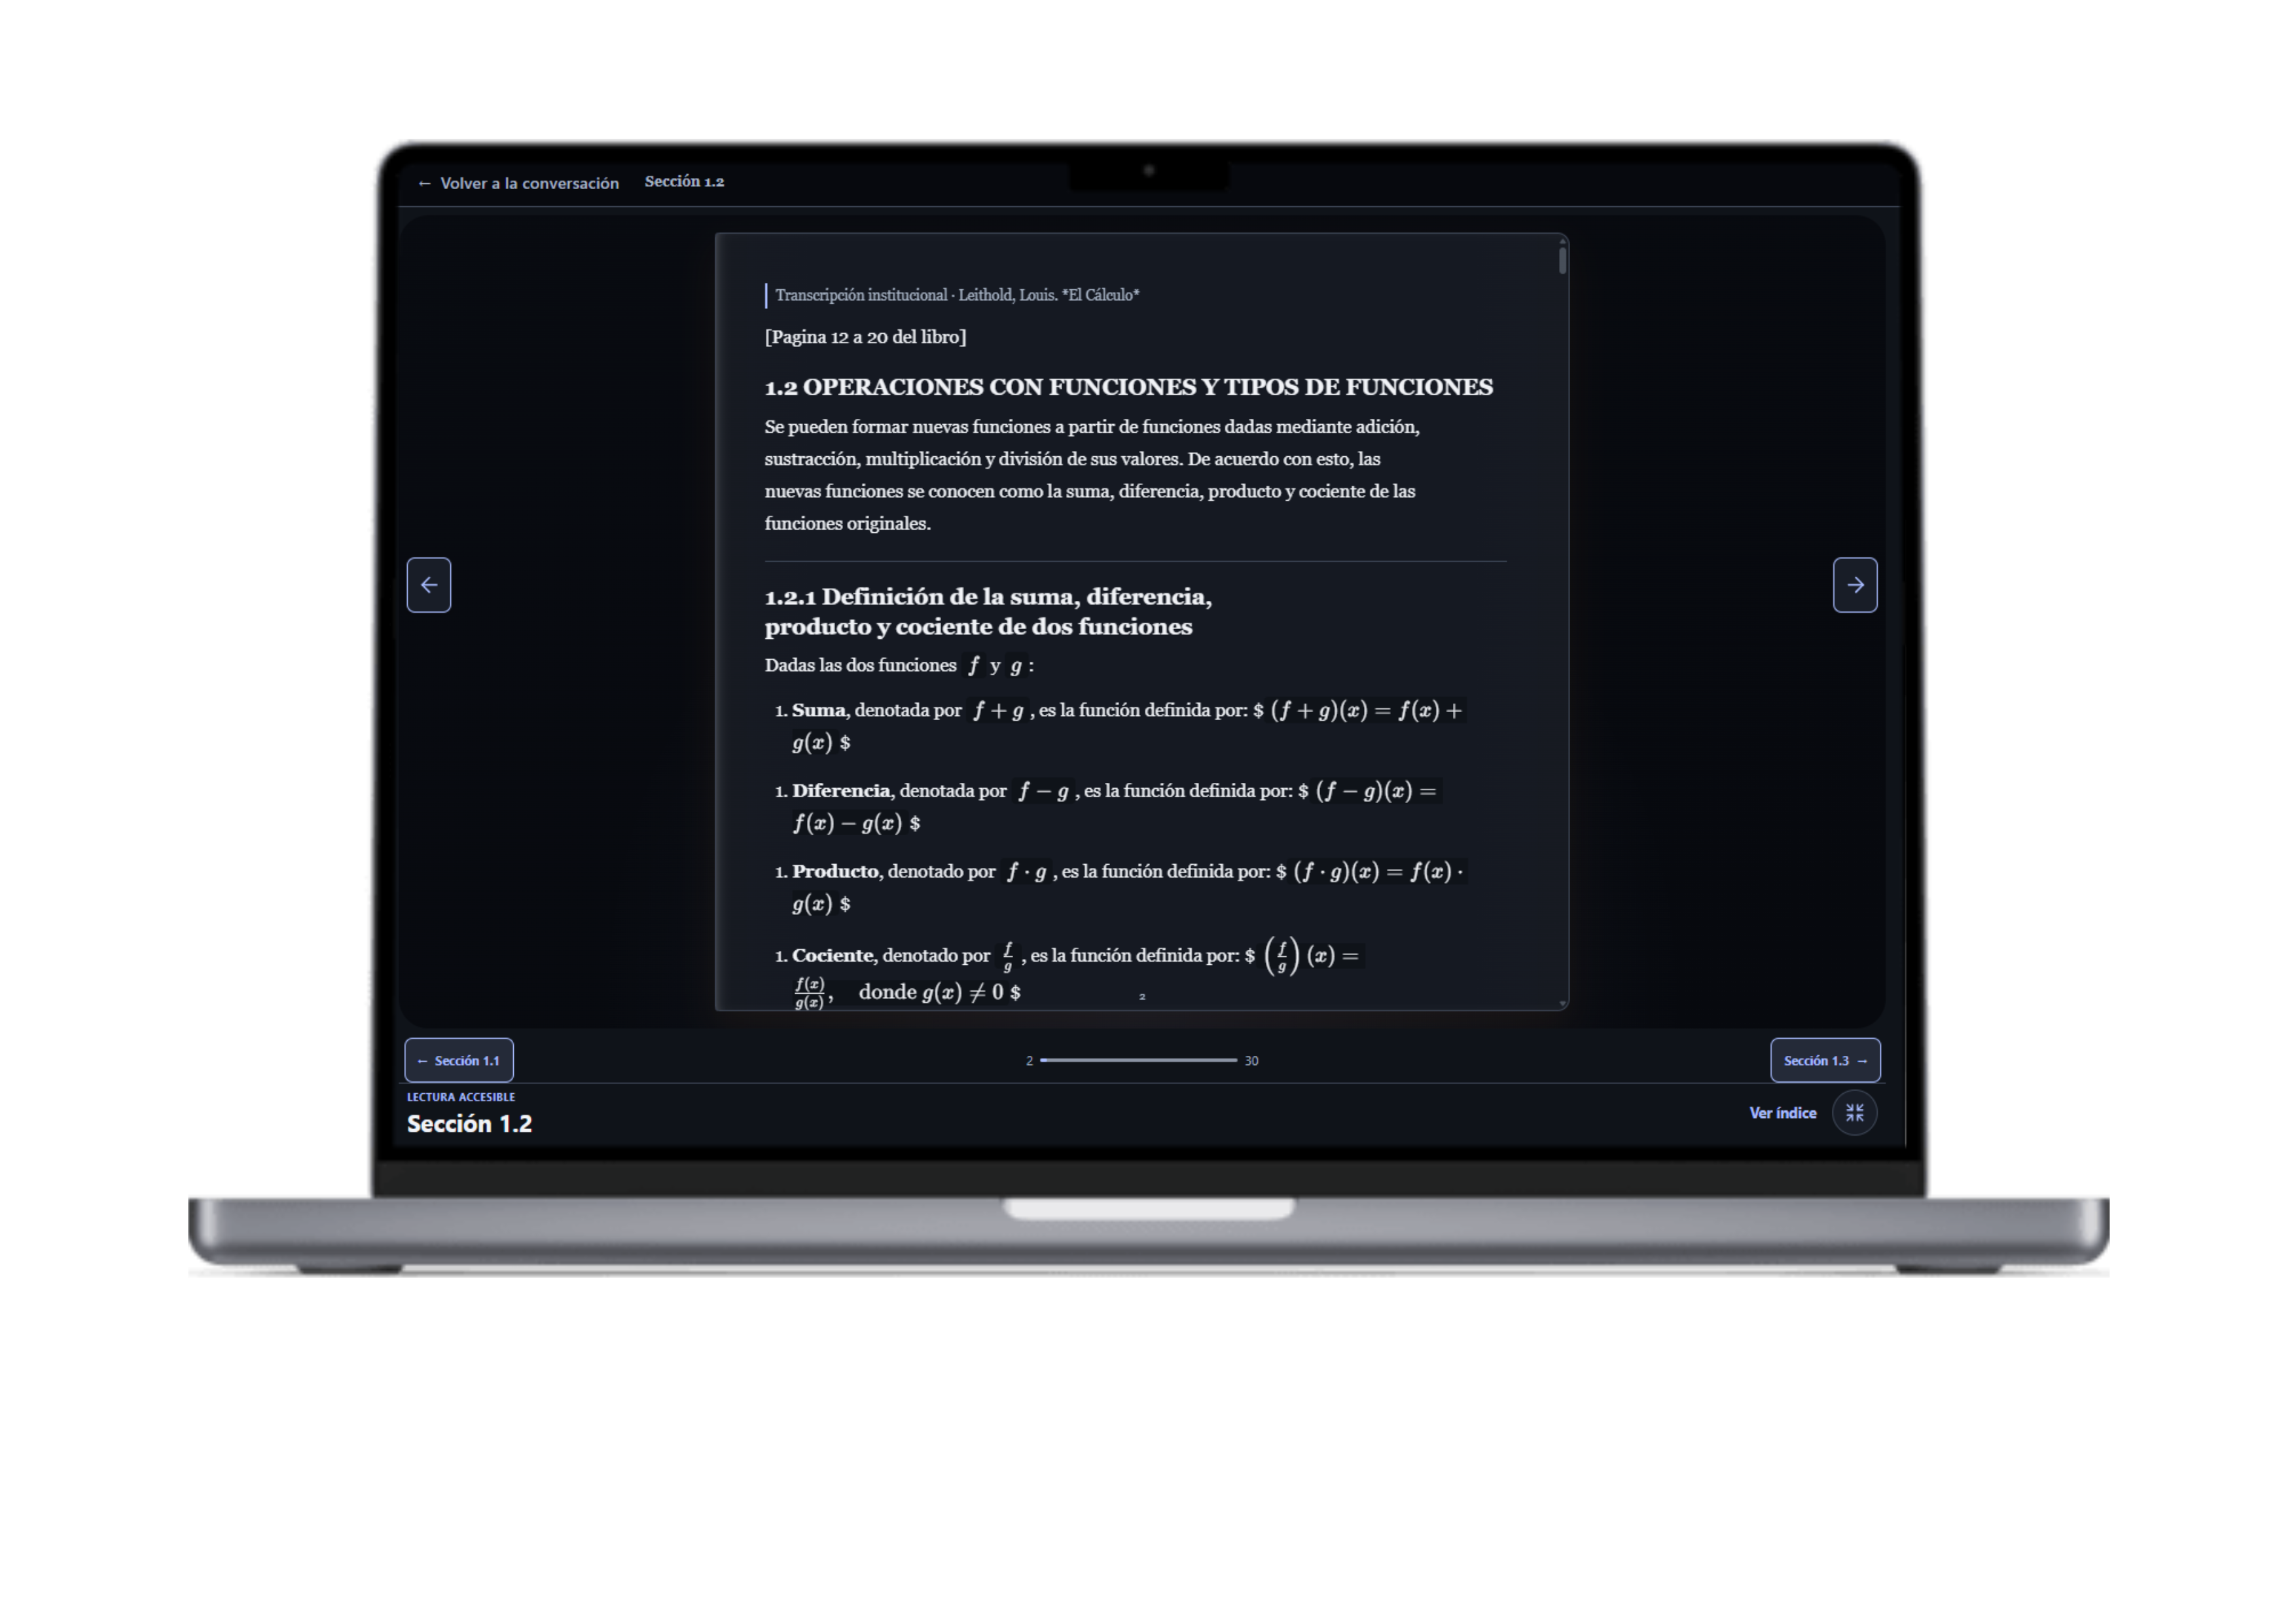 ← Volver a la conversación Sección 1.2
Transcripción institucional · Leithold, Louis. *El Cálculo*
[Pagina 12 a 20 del libro]
1.2 OPERACIONES CON FUNCIONES Y TIPOS DE FUNCIONES
Se pueden formar nuevas funciones a partir de funciones dadas mediante adición,
sustracción, multiplicación y división de sus valores. De acuerdo con esto, las
nuevas funciones se conocen como la suma, diferencia, producto y cociente de las
funciones originales.
1.2.1 Definición de la suma, diferencia,
producto y cociente de dos funciones
Dadas las dos funciones f y g :
1. Suma, denotada por f + g , es la función definida por: $ (f + g)(x) = f(x) +
g(x) $
1. Diferencia, denotada por f − g , es la función definida por: $ (f − g)(x) =
f(x) − g(x) $
1. Producto, denotado por f · g , es la función definida por: $ (f · g)(x) = f(x) ·
g(x) $
1. Cociente, denotado por f/g , es la función definida por: $ (f/g) (x) =
f(x)/g(x), donde g(x) ≠ 0 $
2
← Sección 1.1 2 30 Sección 1.3 →
LECTURA ACCESIBLE
Sección 1.2 Ver índice